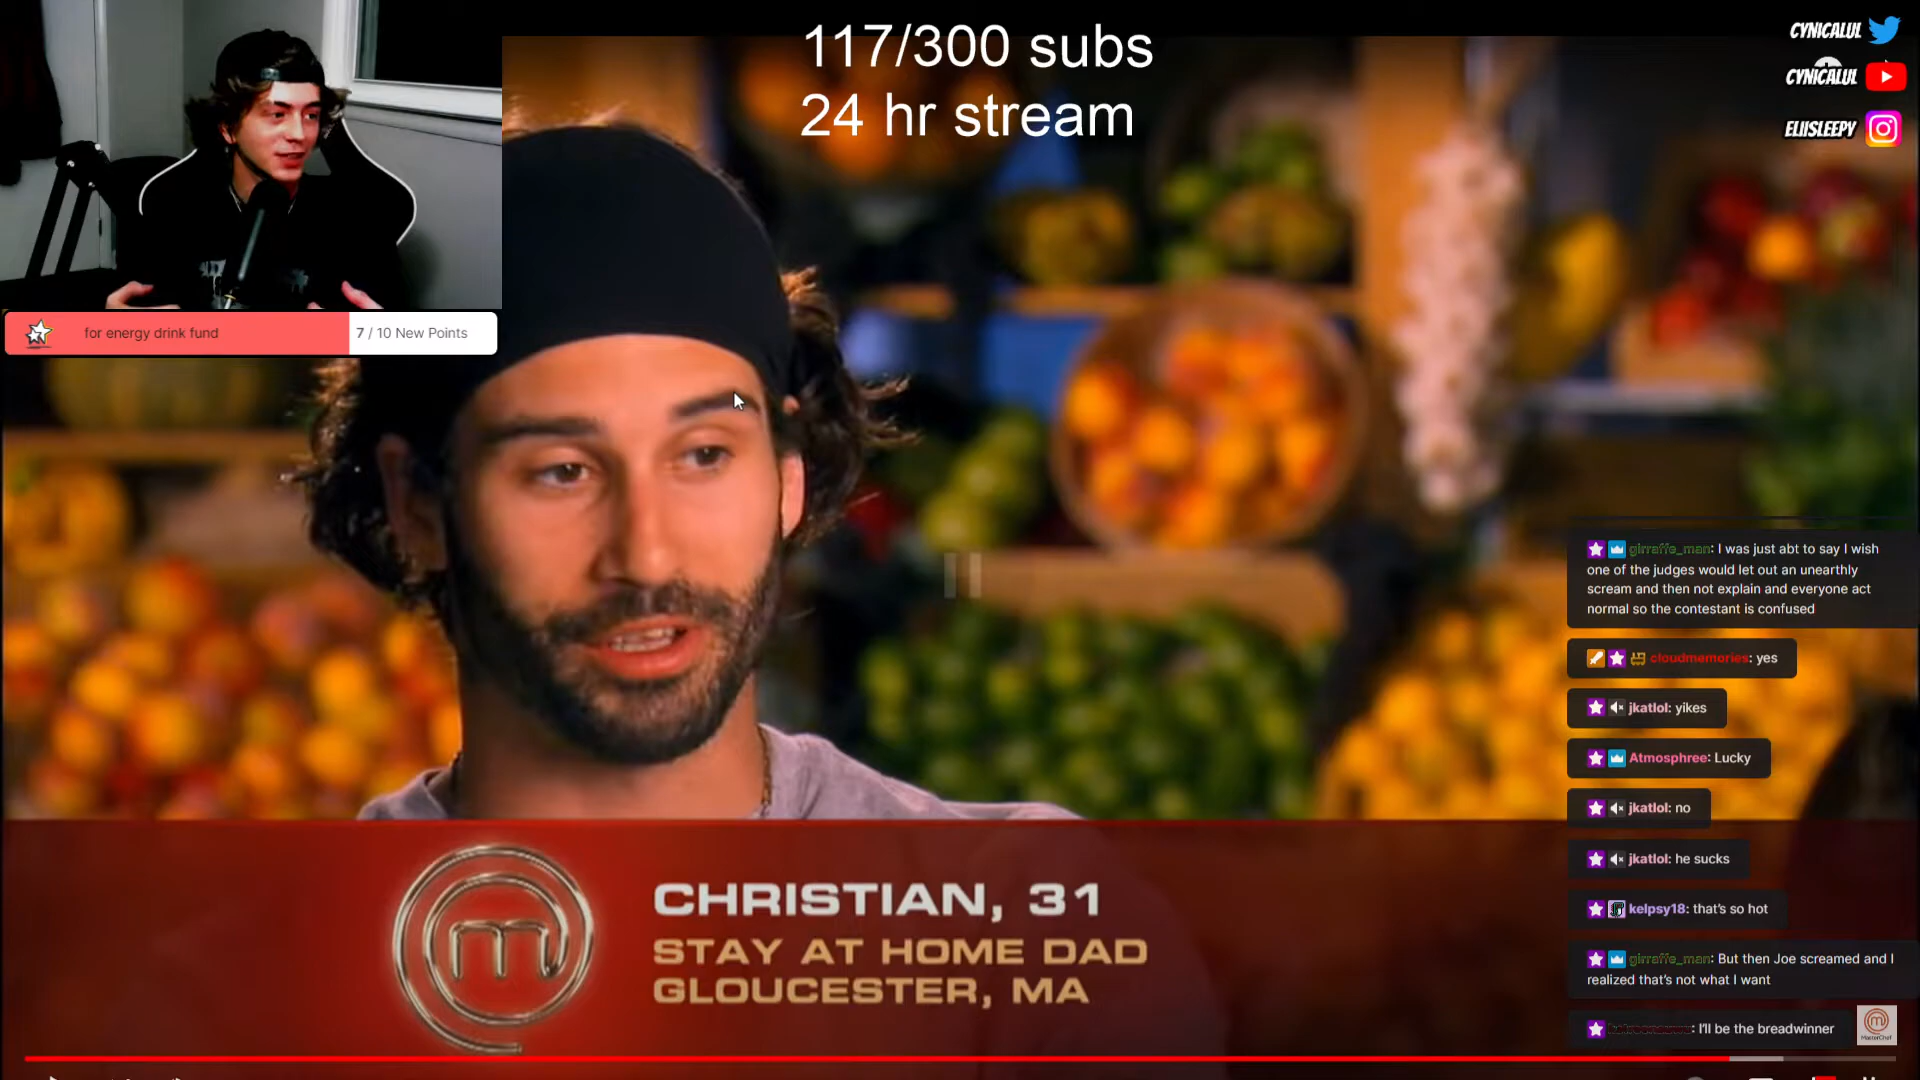 117/300 subs
24 hr stream
CYNICALUL
CYNICALUL
ELIISLEEPY
for energy drink fund
7 / 10 New Points
girraffe_man: I was just abt to say I wish
one of the judges would let out an unearthly
scream and then not explain and everyone act
normal so the contestant is confused
cloudmemories: yes
jkatlol: yikes
Atmosphree: Lucky
jkatlol: no
jkatlol: he sucks
kelpsy18: that's so hot
girraffe_man: But then Joe screamed and I
realized that's not what I want
: I'll be the breadwinner
CHRISTIAN, 31
STAY AT HOME DAD
GLOUCESTER, MA
MasterChef